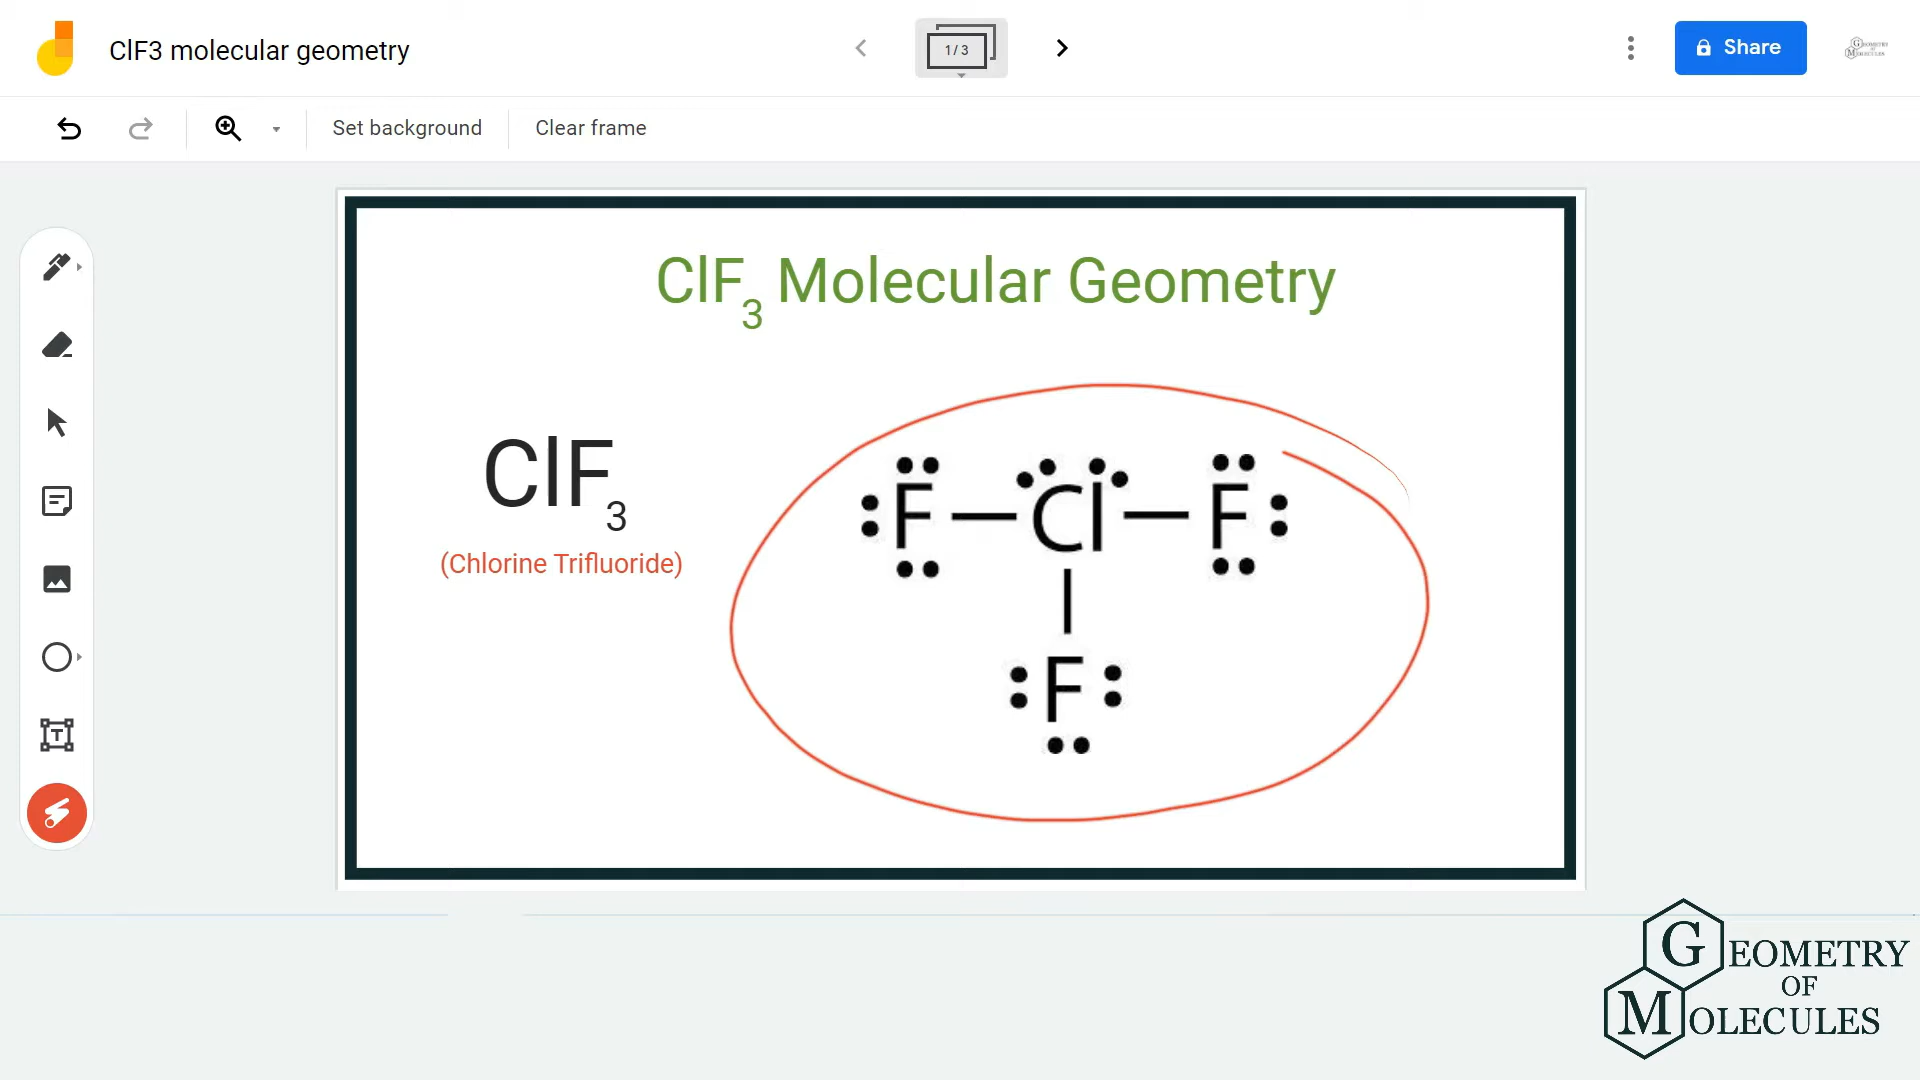 ClF3 molecular geometry
1/3
Share
Set background
Clear frame
ClF₃ Molecular Geometry
ClF₃
(Chlorine Trifluoride)
F Cl F
F
GEOMETRY
OF
MOLECULES